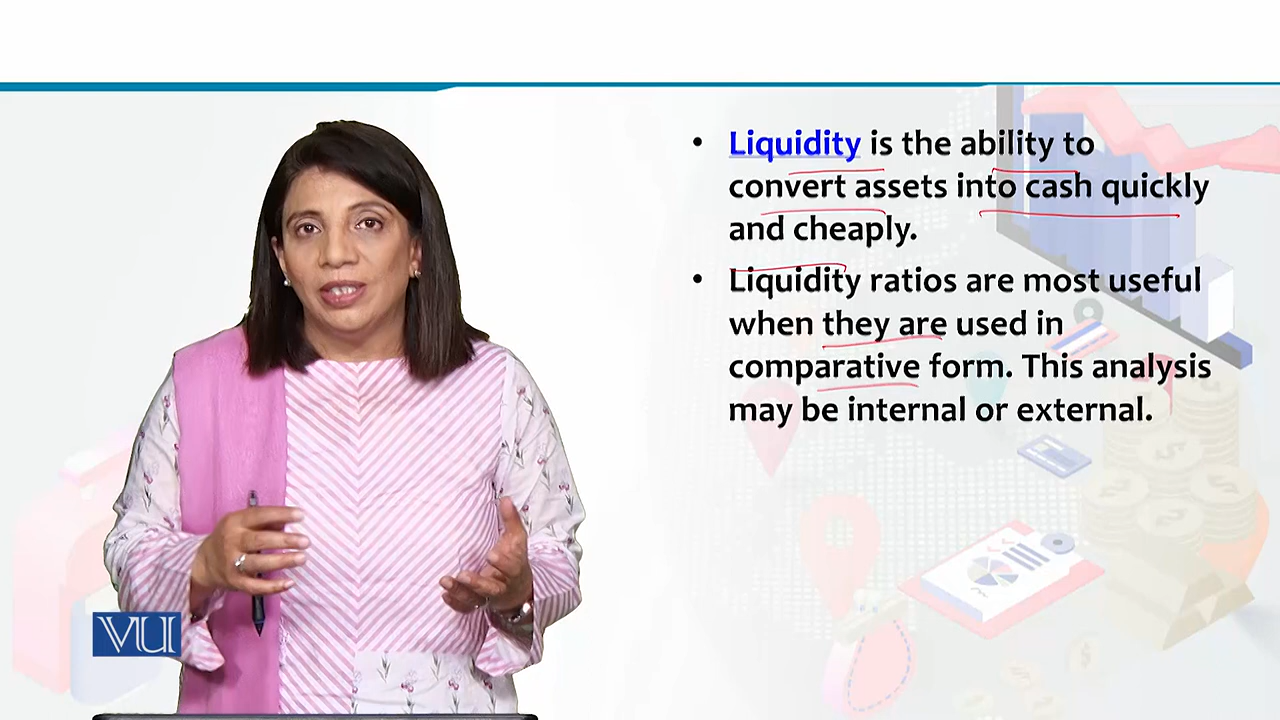 • Liquidity is the ability to
convert assets into cash quickly
and cheaply.
• Liquidity ratios are most useful
when they are used in
comparative form. This analysis
may be internal or external.
VU